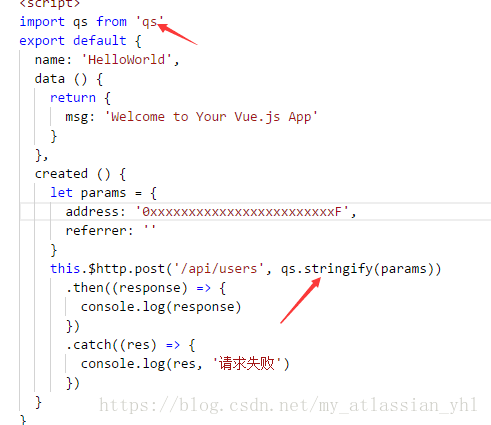 <script>
import qs from 'qs'
export default {
  name: 'HelloWorld',
  data () {
    return {
      msg: 'Welcome to Your Vue.js App'
    }
  },
  created () {
    let params = {
      address: '0xxxxxxxxxxxxxxxxxxxxxxxxF',
      referrer: ''
    }
    this.$http.post('/api/users', qs.stringify(params))
      .then((response) => {
        console.log(response)
      })
      .catch((res) => {
        console.log(res, '请求失败')
      })
  }
}
https://blog.csdn.net/my_atlassian_yhl